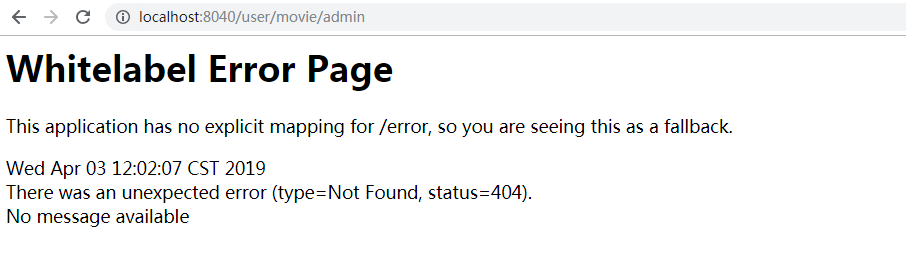 localhost:8040/user/movie/admin
Whitelabel Error Page
This application has no explicit mapping for /error, so you are seeing this as a fallback.
Wed Apr 03 12:02:07 CST 2019
There was an unexpected error (type=Not Found, status=404).
No message available